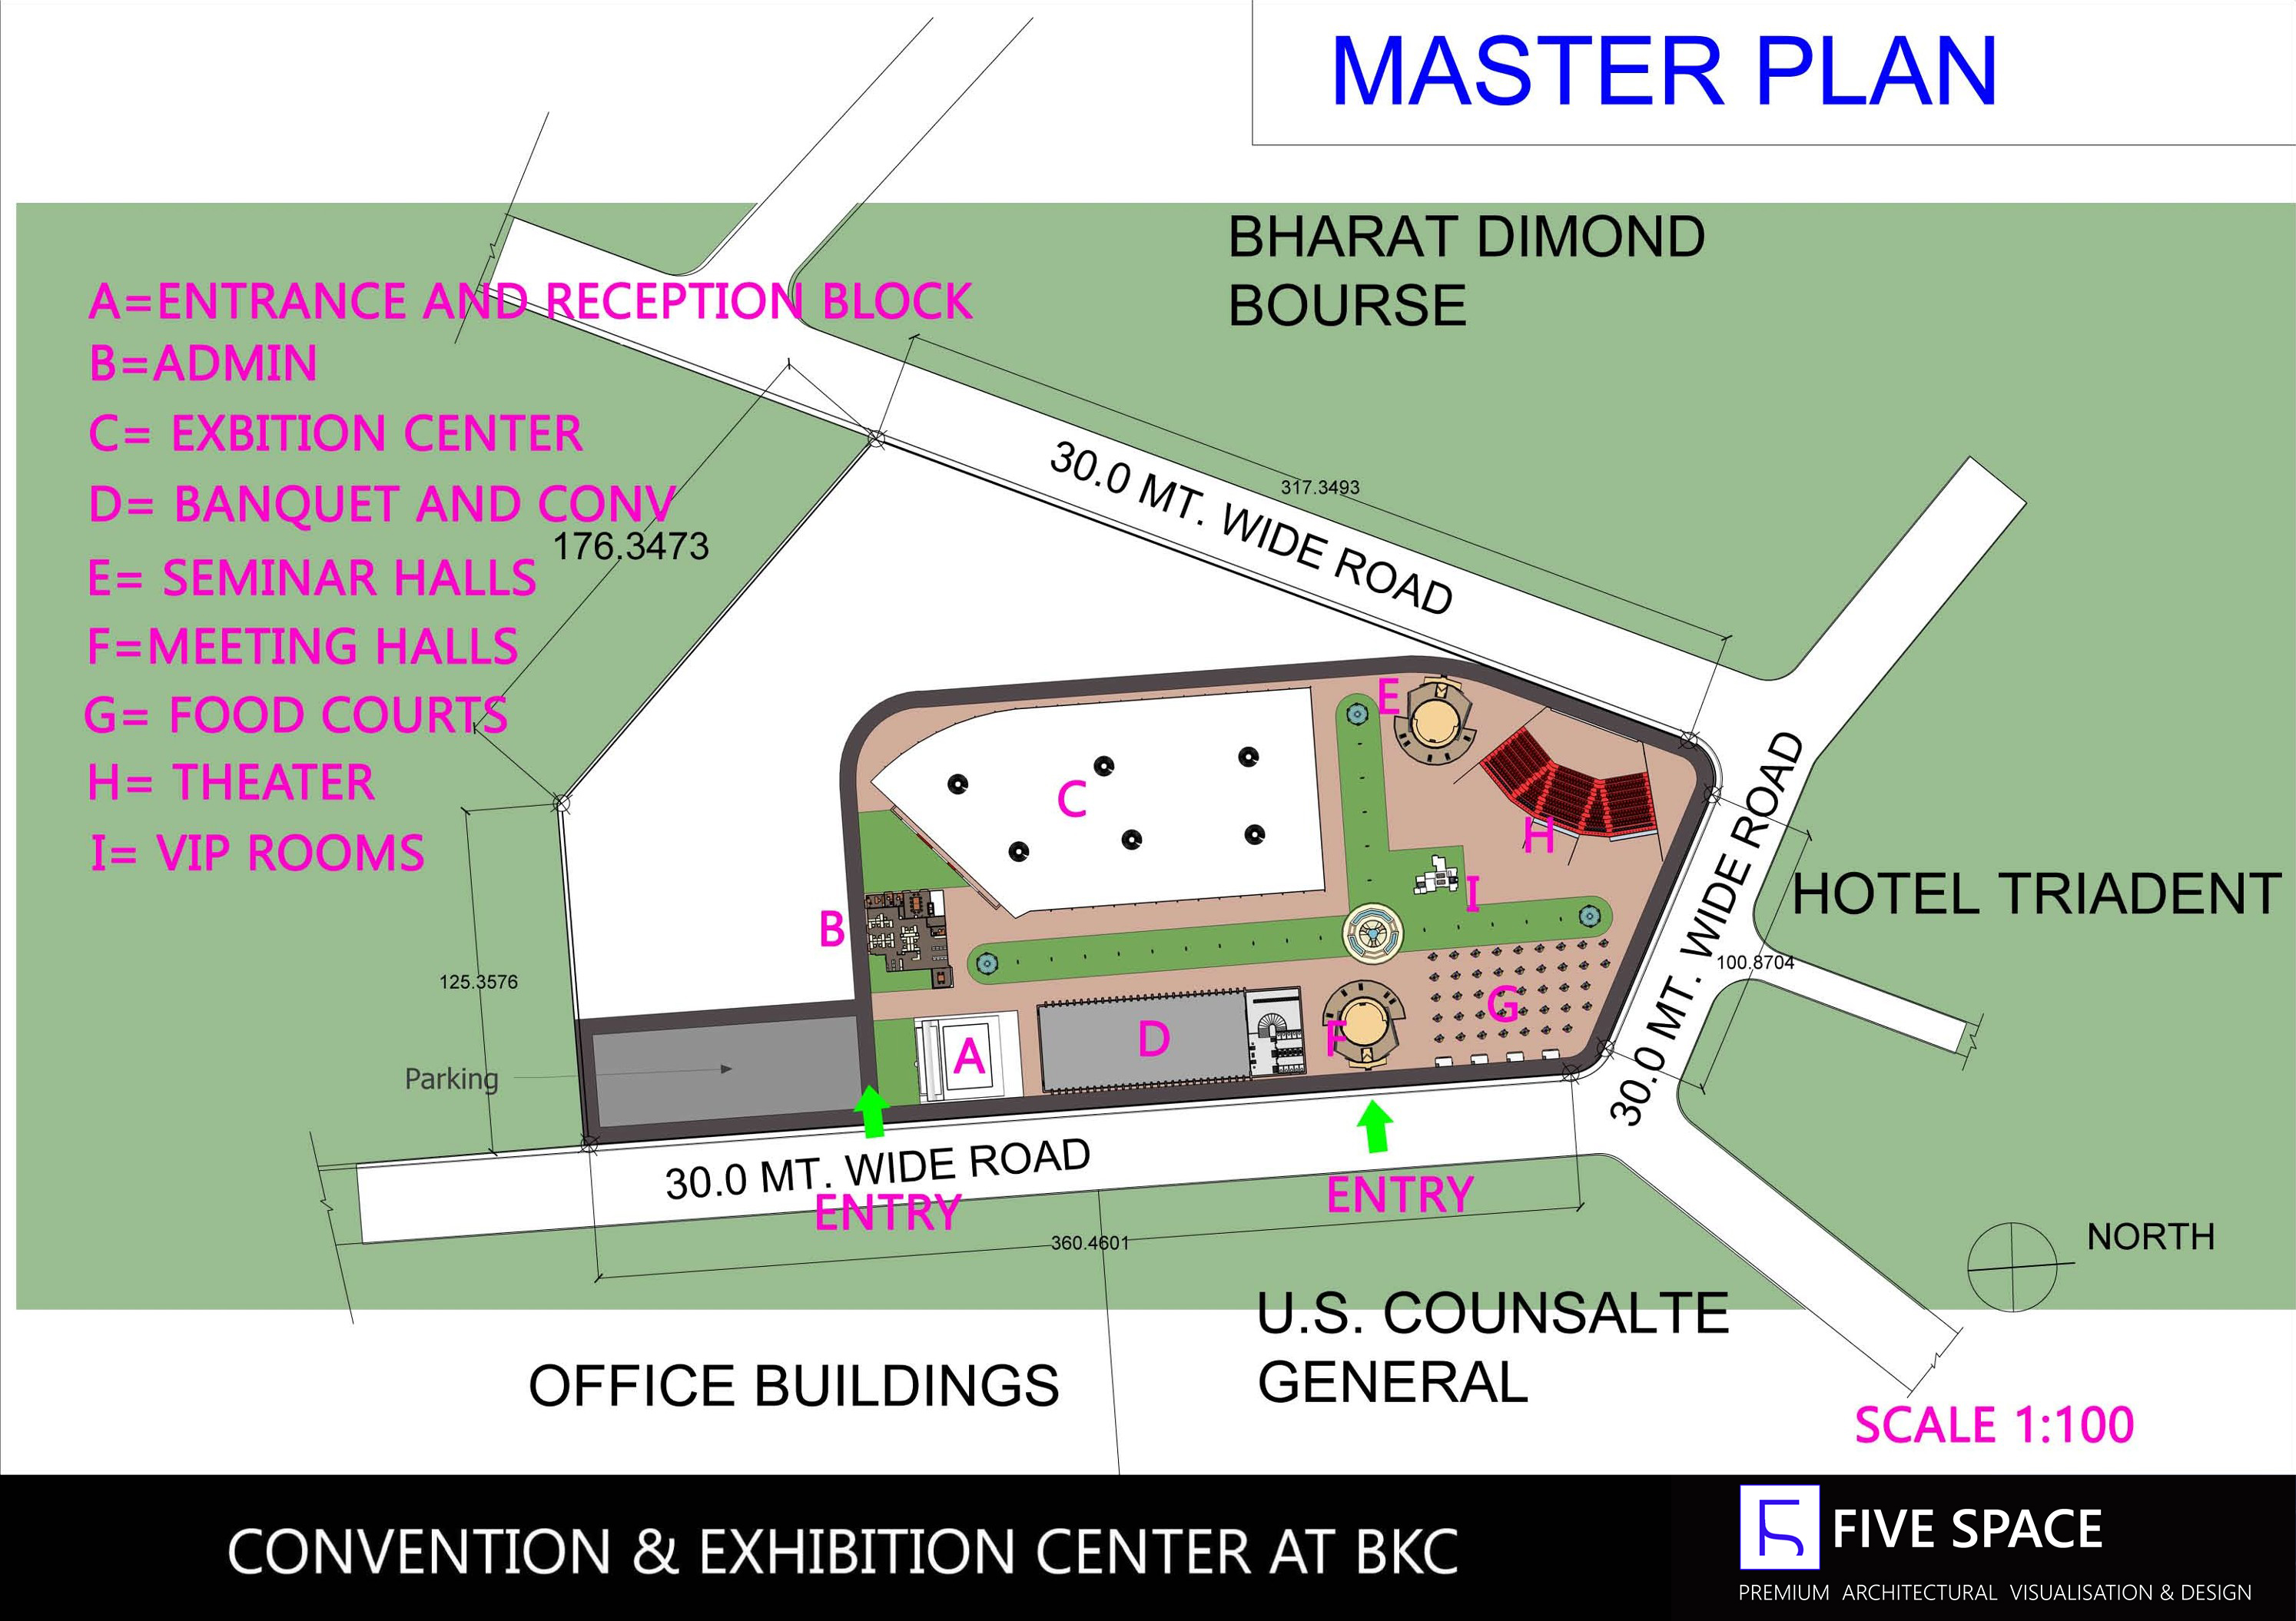 MASTER PLAN
BHARAT DIMOND
BOURSE
A=ENTRANCE AND RECEPTION BLOCK
B=ADMIN
C= EXBITION CENTER
D= BANQUET AND CONV
E= SEMINAR HALLS
F=MEETING HALLS
G= FOOD COURTS
H= THEATER
I= VIP ROOMS
176.3473
317.3493
30.0 MT. WIDE ROAD
E
C
H
I
B
G
D
F
A
30.0 MT. WIDE ROAD
HOTEL TRIADENT
100.8704
30.0 MT.
125.3576
Parking
30.0 MT. WIDE ROAD
ENTRY
ENTRY
360.4601
NORTH
U.S. COUNSALTE
GENERAL
OFFICE BUILDINGS
SCALE 1:100
CONVENTION & EXHIBITION CENTER AT BKC
FIVE SPACE
PREMIUM ARCHITECTURAL VISUALISATION & DESIGN